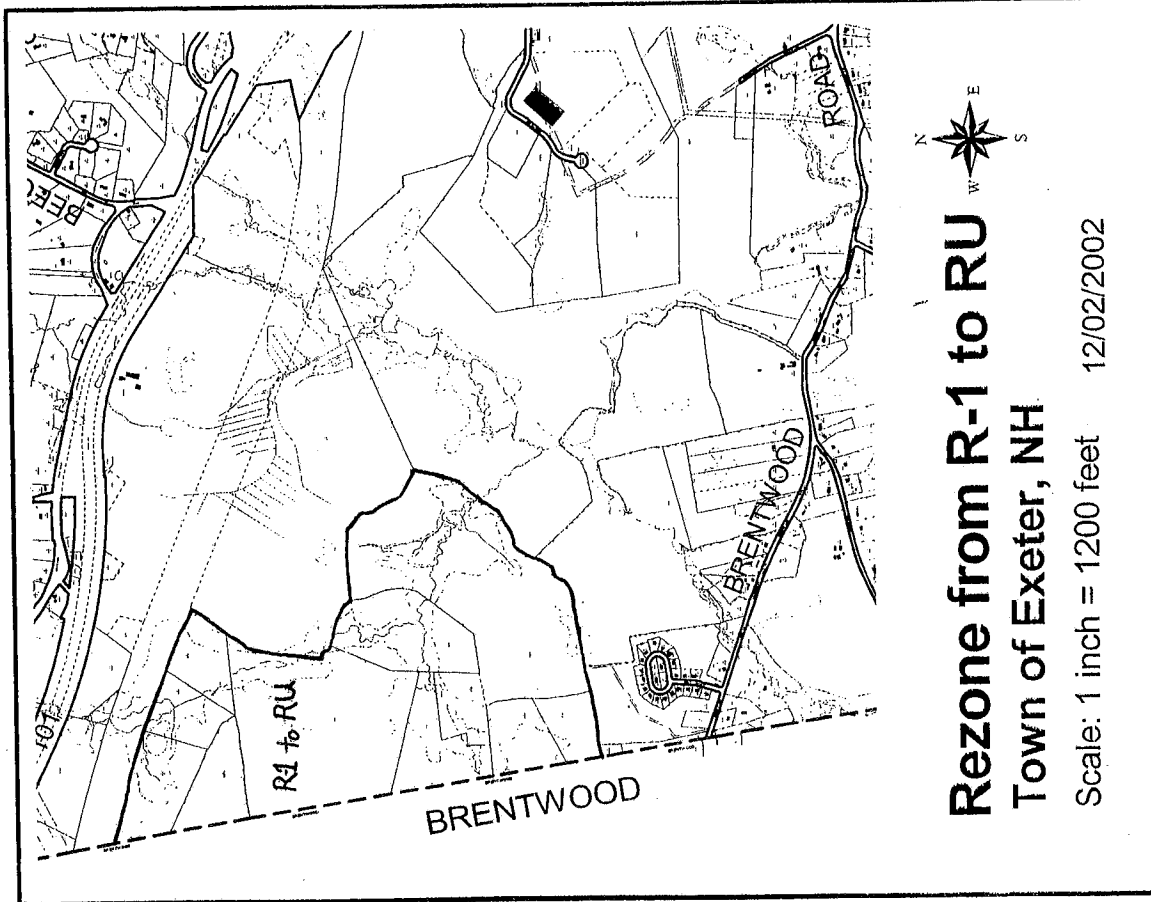 BRENTWOOD
ROAD
101
R-1 to RU
BRENTWOOD
N
W
E
S
Rezone from R-1 to RU
Town of Exeter, NH
Scale: 1 inch = 1200 feet 12/02/2002